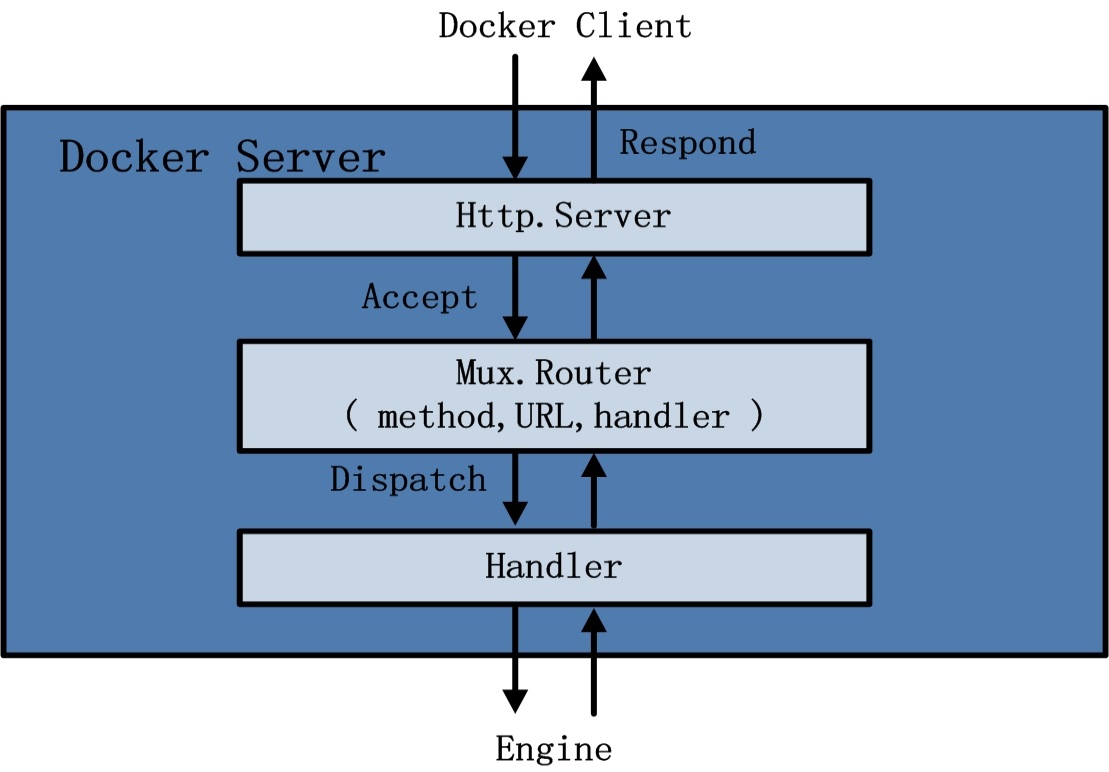 Docker Client
Docker Server
Respond
Http.Server
Accept
Mux.Router
( method,URL,handler )
Dispatch
Handler
Engine